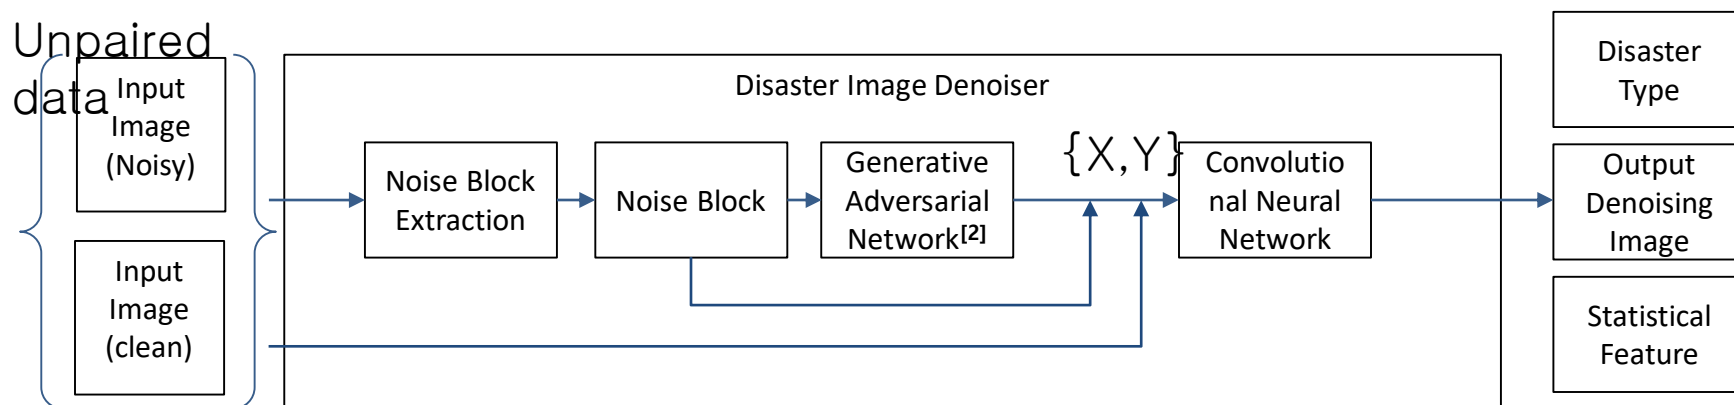 Unpaired
data
Input
Image
(Noisy)
Input
Image
(clean)
Disaster Image Denoiser
Noise Block
Extraction
Noise Block
Generative
Adversarial
Network[2]
{X,Y}
Convolutio
nal Neural
Network
Disaster
Type
Output
Denoising
Image
Statistical
Feature